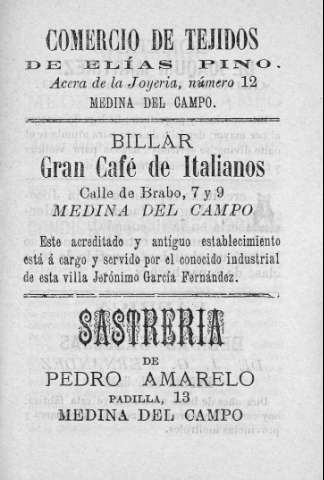 COMERCIO DE TEJIDOS
DE ELÍAS PINO.
Acera de la Joyería, número 12
MEDINA DEL CAMPO.
BILLAR
Gran Café de Italianos
Calle de Brabo, 7 y 9
MEDINA DEL CAMPO
Este acreditado y antíguo establecimiento
está á cargo y servido por el conocido industrial
de esta villa Jerónimo García Fernández.
SASTRERIA
DE
PEDRO AMARELO
PADILLA, 13
MEDINA DEL CAMPO